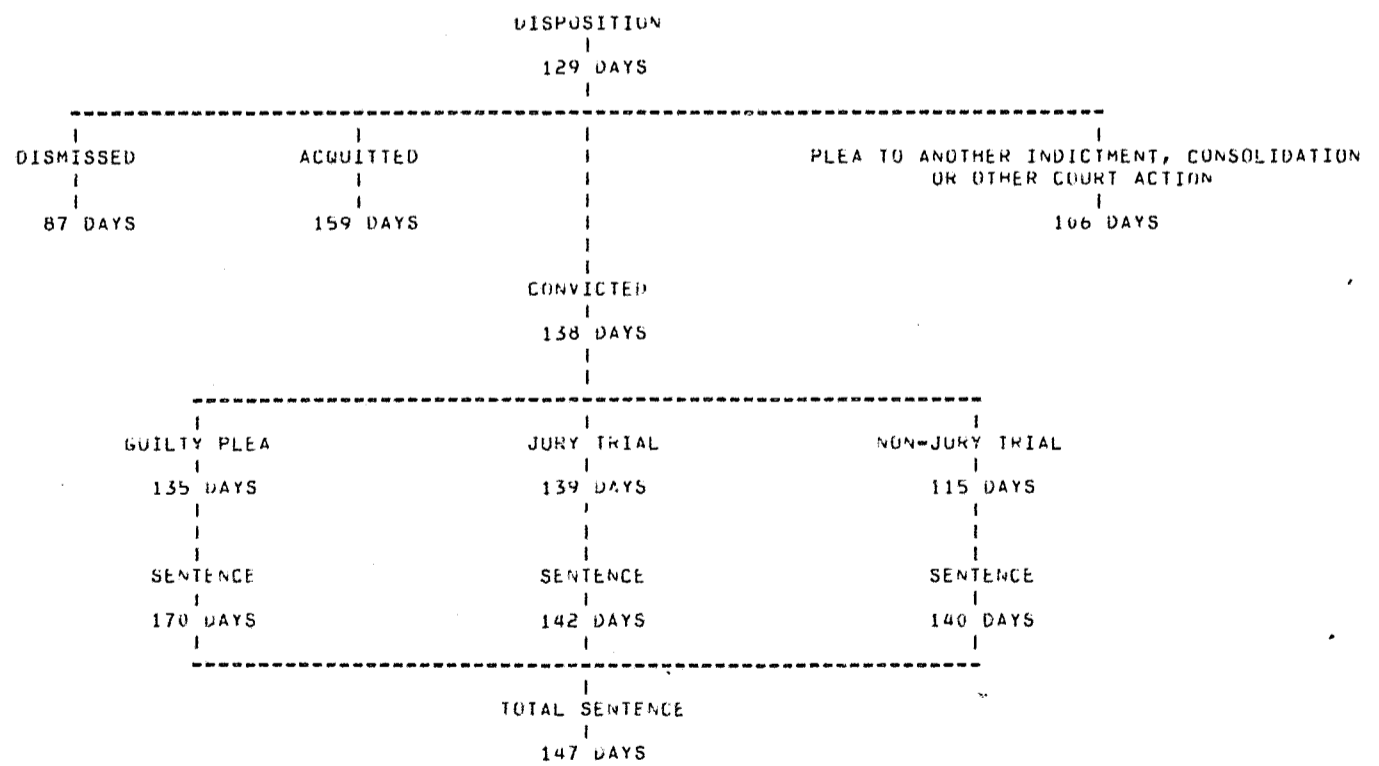 DISPOSITION
129 DAYS
DISMISSED ACQUITTED PLEA TO ANOTHER INDICTMENT, CONSOLIDATION
OR OTHER COURT ACTION
87 DAYS 159 DAYS 106 DAYS
CONVICTED
138 DAYS
GUILTY PLEA JURY TRIAL NON-JURY TRIAL
135 DAYS 139 DAYS 115 DAYS
SENTENCE SENTENCE SENTENCE
170 DAYS 142 DAYS 140 DAYS
TOTAL SENTENCE
147 DAYS